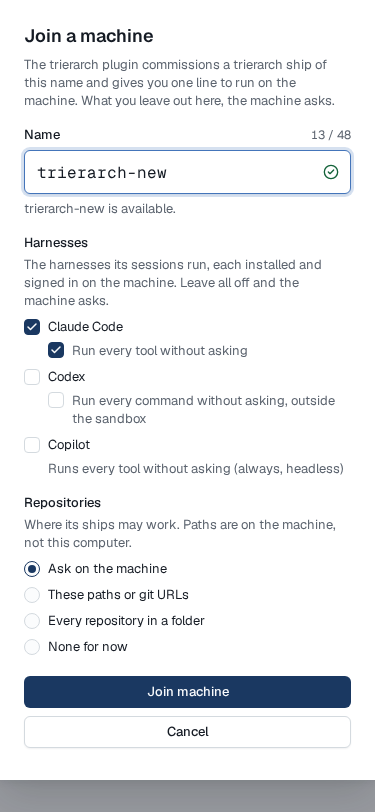 Join a machine
The trierarch plugin commissions a trierarch ship of
this name and gives you one line to run on the
machine. What you leave out here, the machine asks.
Name 13 / 48
trierarch-new
trierarch-new is available.
Harnesses
The harnesses its sessions run, each installed and
signed in on the machine. Leave all off and the
machine asks.
Claude Code
Run every tool without asking
Codex
Run every command without asking, outside
the sandbox
Copilot
Runs every tool without asking (always, headless)
Repositories
Where its ships may work. Paths are on the machine,
not this computer.
Ask on the machine
These paths or git URLs
Every repository in a folder
None for now
Join machine
Cancel